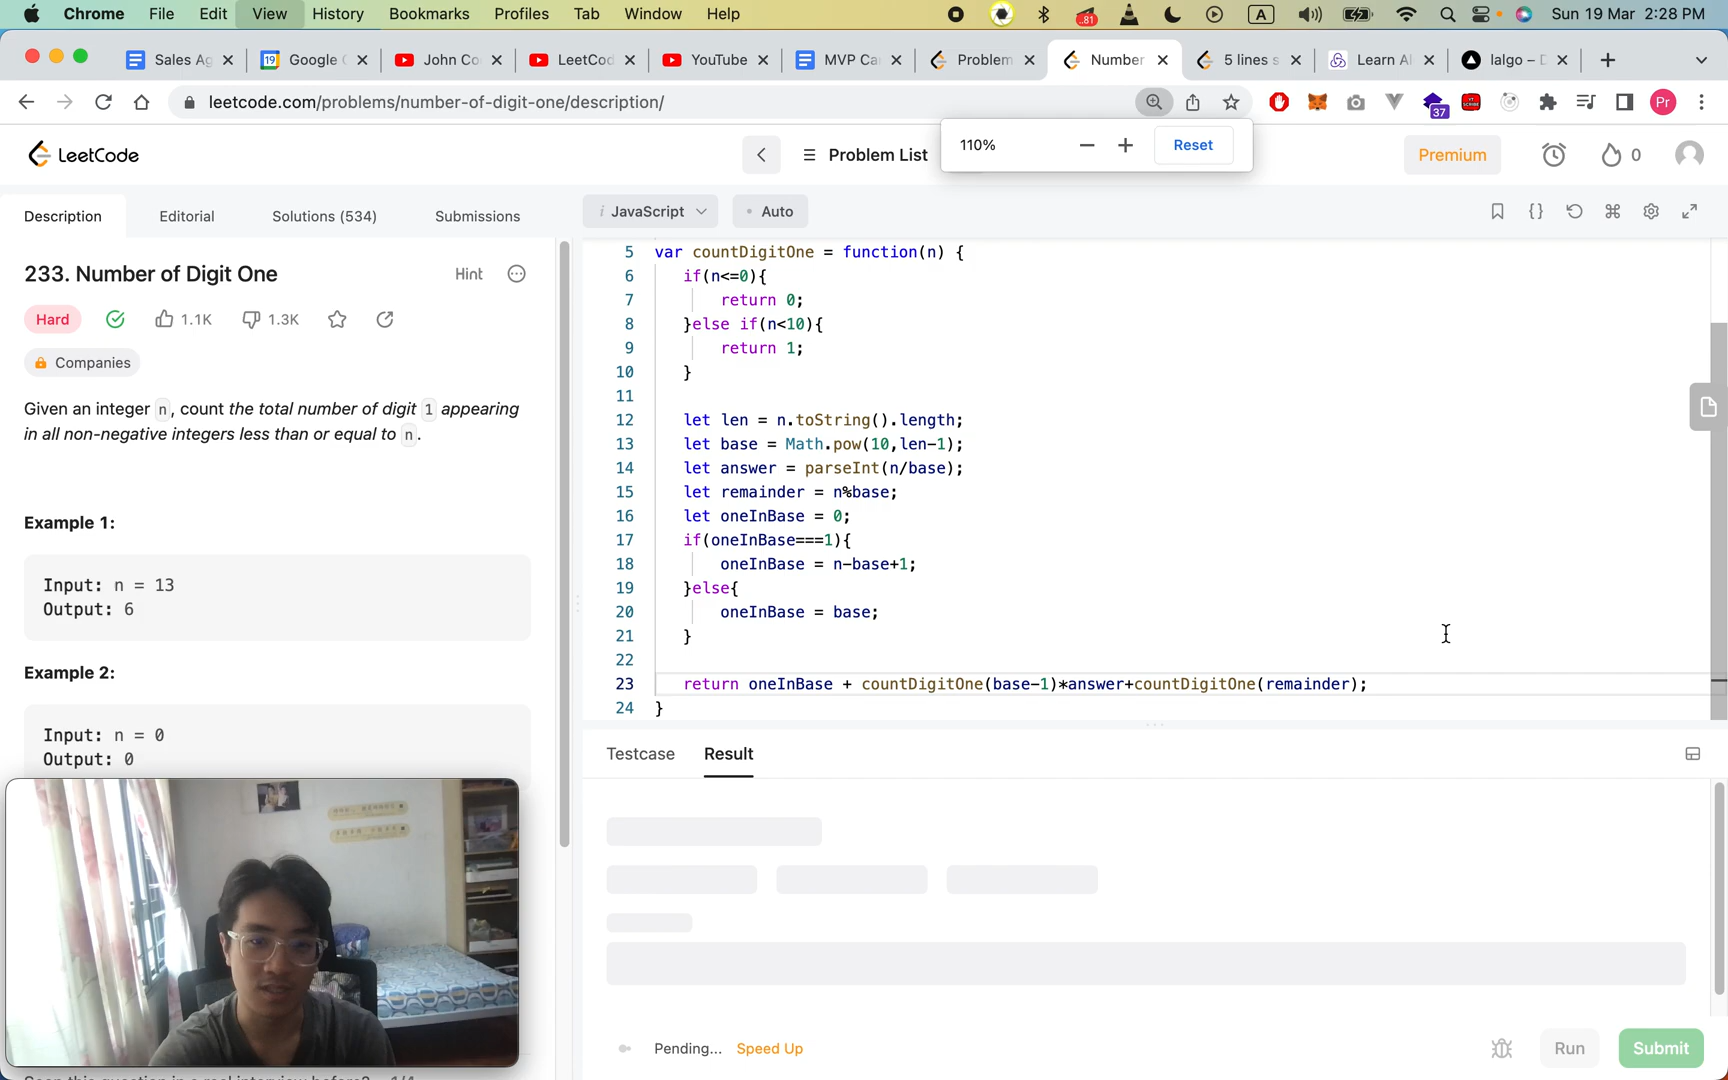 Chrome File Edit View History Bookmarks Profiles Tab Window Help .81 A Sun 19 Mar 2:28 PM
Sales Ag Google C John Co LeetCod YouTube MVP Ca Problem Number 5 lines s Learn Al lalgo – D
leetcode.com/problems/number-of-digit-one/description/
37 Pr
110% Reset
LeetCode Problem List Premium 0
Description Editorial Solutions (534) Submissions
i JavaScript Auto
233. Number of Digit One Hint
Hard 1.1K 1.3K
Companies
Given an integer n, count the total number of digit 1 appearing
in all non-negative integers less than or equal to n.
Example 1:
Input: n = 13
Output: 6
Example 2:
Input: n = 0
Output: 0
5 var countDigitOne = function(n) {
6 if(n<=0){
7 return 0;
8 }else if(n<10){
9 return 1;
10 }
11
12 let len = n.toString().length;
13 let base = Math.pow(10,len-1);
14 let answer = parseInt(n/base);
15 let remainder = n%base;
16 let oneInBase = 0;
17 if(oneInBase===1){
18 oneInBase = n-base+1;
19 }else{
20 oneInBase = base;
21 }
22
23 return oneInBase + countDigitOne(base-1)*answer+countDigitOne(remainder);
24 }
Testcase Result
Pending... Speed Up Run Submit